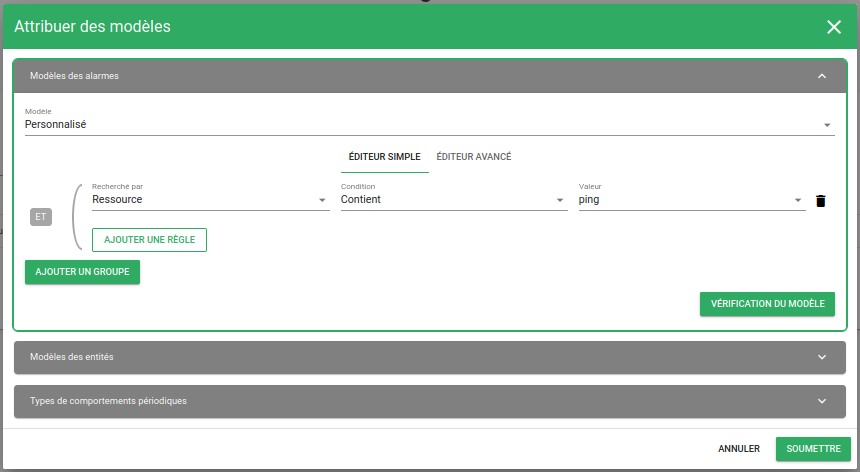 Attribuer des modèles
Modèles des alarmes
Modèle
Personnalisé
ÉDITEUR SIMPLE ÉDITEUR AVANCÉ
Recherché par Condition Valeur
Ressource Contient ping
ET
AJOUTER UNE RÈGLE
AJOUTER UN GROUPE
VÉRIFICATION DU MODÈLE
Modèles des entités
Types de comportements périodiques
ANNULER SOUMETTRE